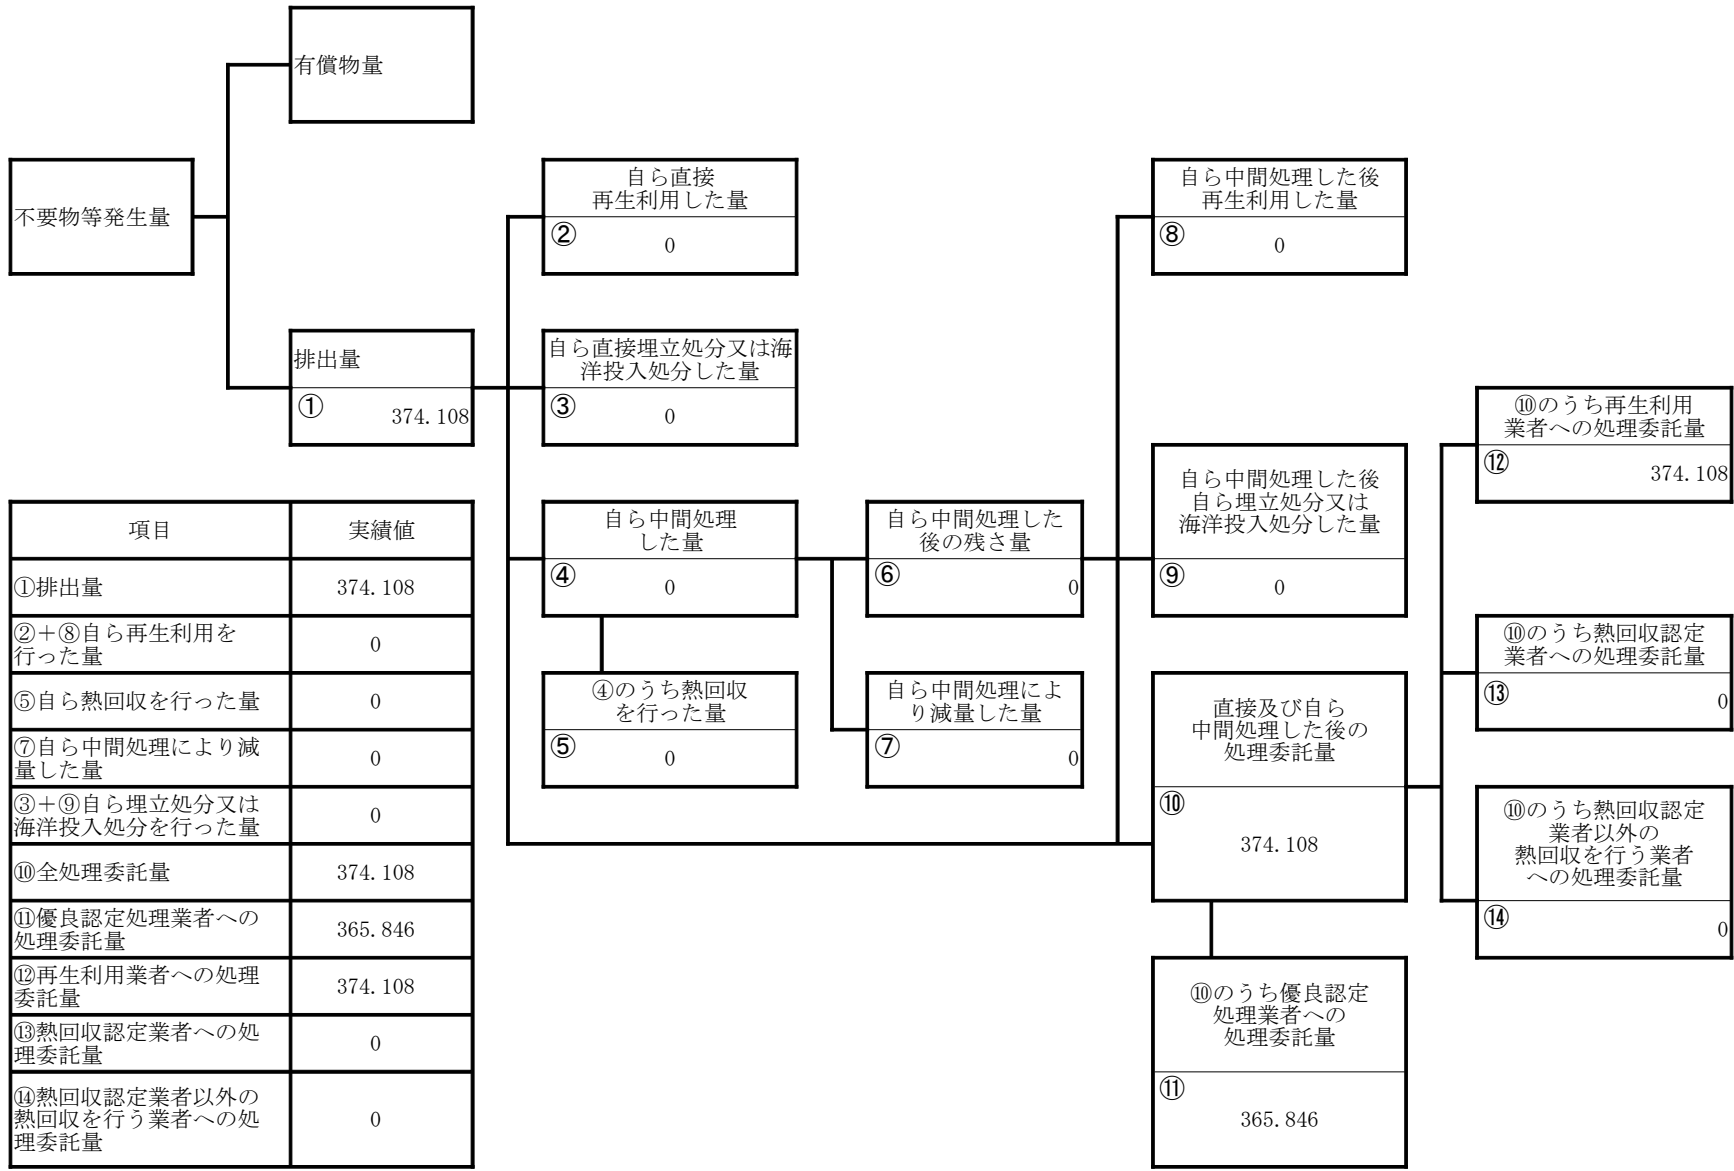 有償物量
不要物等発生量
排出量
①
374.108
自ら直接
再生利用した量
②
0
自ら直接埋立処分又は海
洋投入処分した量
③
0
自ら中間処理
した量
④
0
④のうち熱回収
を行った量
⑤
0
自ら中間処理した
後の残さ量
⑥
0
自ら中間処理によ
り減量した量
⑦
0
自ら中間処理した後
再生利用した量
⑧
0
自ら中間処理した後
自ら埋立処分又は
海洋投入処分した量
⑨
0
直接及び自ら
中間処理した後の
処理委託量
⑩
374.108
⑩のうち優良認定
処理業者への
処理委託量
⑪
365.846
⑩のうち再生利用
業者への処理委託量
⑫
374.108
⑩のうち熱回収認定
業者への処理委託量
⑬
0
⑩のうち熱回収認定
業者以外の
熱回収を行う業者
への処理委託量
⑭
0
項目 実績値
①排出量 374.108
②+⑧自ら再生利用を
行った量 0
⑤自ら熱回収を行った量 0
⑦自ら中間処理により減
量した量 0
③+⑨自ら埋立処分又は
海洋投入処分を行った量 0
⑩全処理委託量 374.108
⑪優良認定処理業者への
処理委託量 365.846
⑫再生利用業者への処理
委託量 374.108
⑬熱回収認定業者への処
理委託量 0
⑭熱回収認定業者以外の
熱回収を行う業者への処
理委託量 0